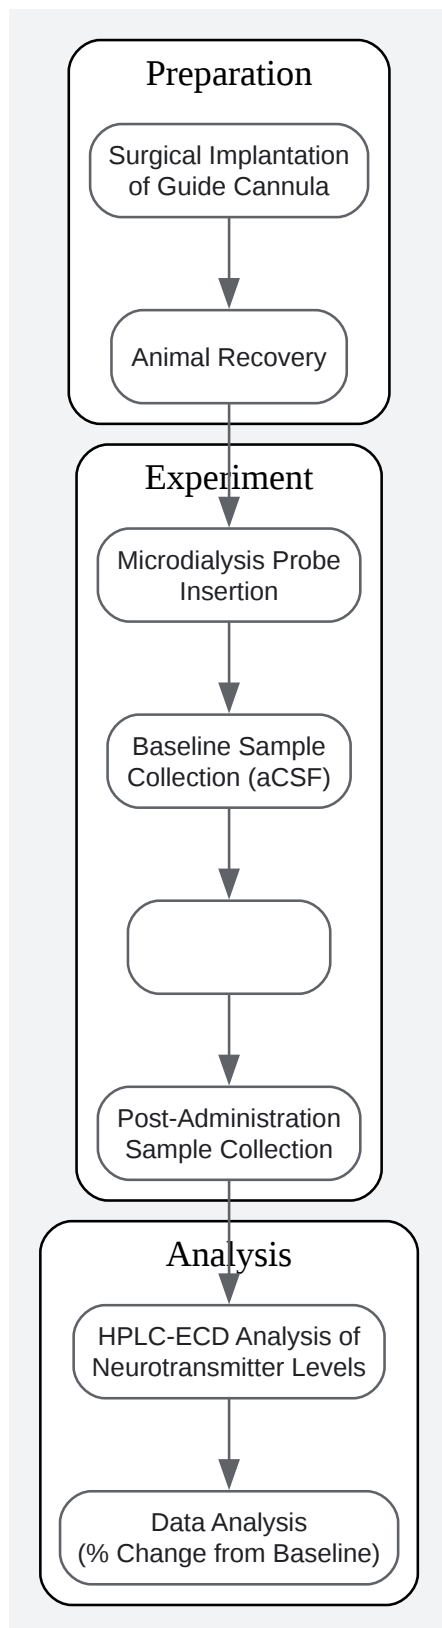 Preparation
Surgical Implantation
of Guide Cannula
Animal Recovery
Experiment
Microdialysis Probe
Insertion
Baseline Sample
Collection (aCSF)
Post-Administration
Sample Collection
Analysis
HPLC-ECD Analysis of
Neurotransmitter Levels
Data Analysis
(% Change from Baseline)